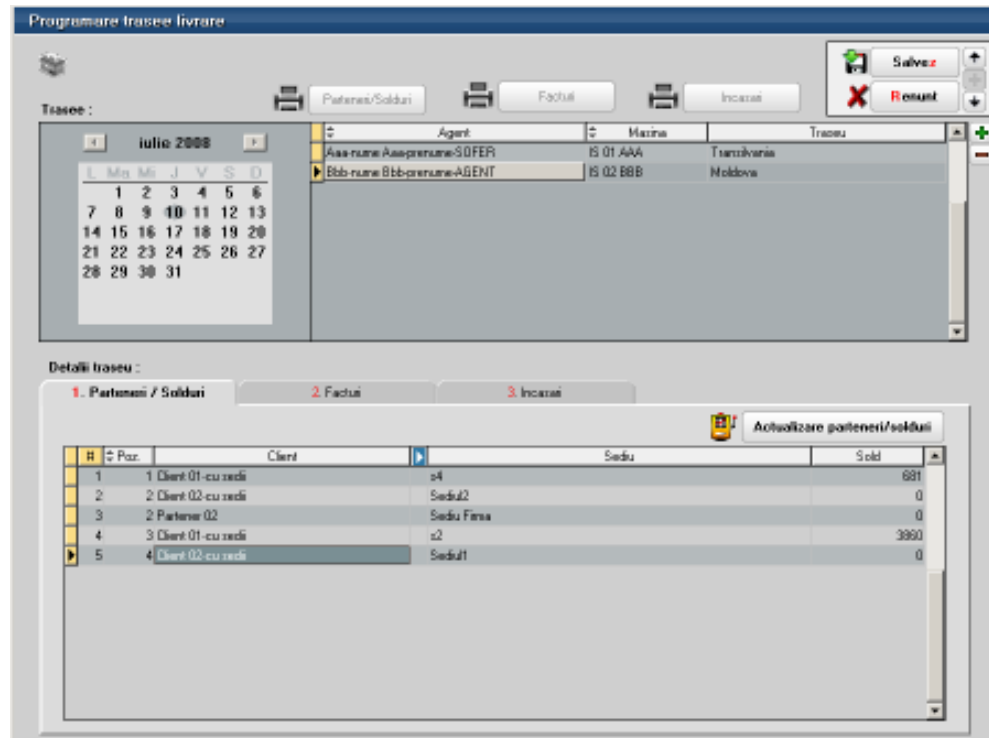 Programare trasee livrare
Salvez
Renunt
Parteneri/Solduri
Facturi
Incasari
Trasee :
iulie 2008
L Ma Mi J V S D
1 2 3 4 5 6
7 8 9 10 11 12 13
14 15 16 17 18 19 20
21 22 23 24 25 26 27
28 29 30 31
Agent Masina Traseu
Aaa-nume Aaa-prenume-SOFER IS 01 AAA Transilvania
Bbb-nume Bbb-prenume-AGENT IS 02 BBB Moldova
Detalii traseu :
1. Parteneri / Solduri
2. Facturi
3. Incasari
Actualizare parteneri/solduri
# Poz. Client Sediu Sold
1 1 Client 01-cu sedii s4 681
2 2 Client 02-cu sedii Sediul2 0
3 2 Partener 02 Sediu Firma 0
4 3 Client 01-cu sedii s2 3860
5 4 Client 02-cu sedii Sediul1 0